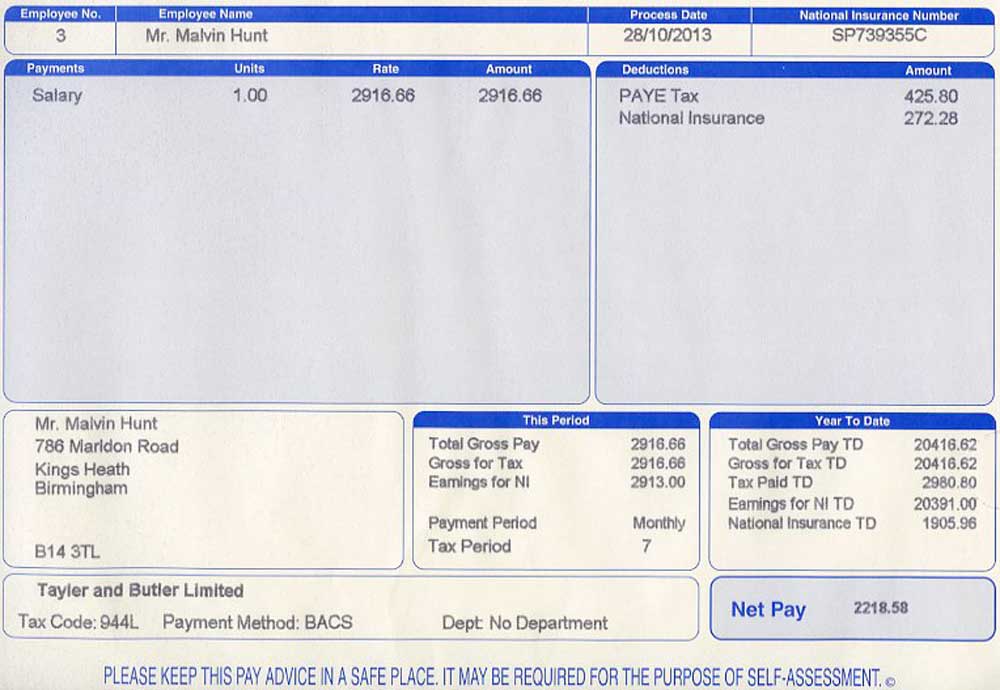 Employee No. Employee Name Process Date National Insurance Number
3 Mr. Malvin Hunt 28/10/2013 SP739355C
Payments Units Rate Amount Deductions Amount
Salary 1.00 2916.66 2916.66 PAYE Tax 425.80
National Insurance 272.28
Mr. Malvin Hunt
786 Marldon Road
Kings Heath
Birmingham
B14 3TL
This Period
Total Gross Pay 2916.66
Gross for Tax 2916.66
Earnings for NI 2913.00
Payment Period Monthly
Tax Period 7
Year To Date
Total Gross Pay TD 20416.62
Gross for Tax TD 20416.62
Tax Paid TD 2980.80
Earnings for NI TD 20391.00
National Insurance TD 1905.96
Tayler and Butler Limited
Tax Code: 944L Payment Method: BACS Dept: No Department
Net Pay 2218.58
PLEASE KEEP THIS PAY ADVICE IN A SAFE PLACE. IT MAY BE REQUIRED FOR THE PURPOSE OF SELF-ASSESSMENT. ©